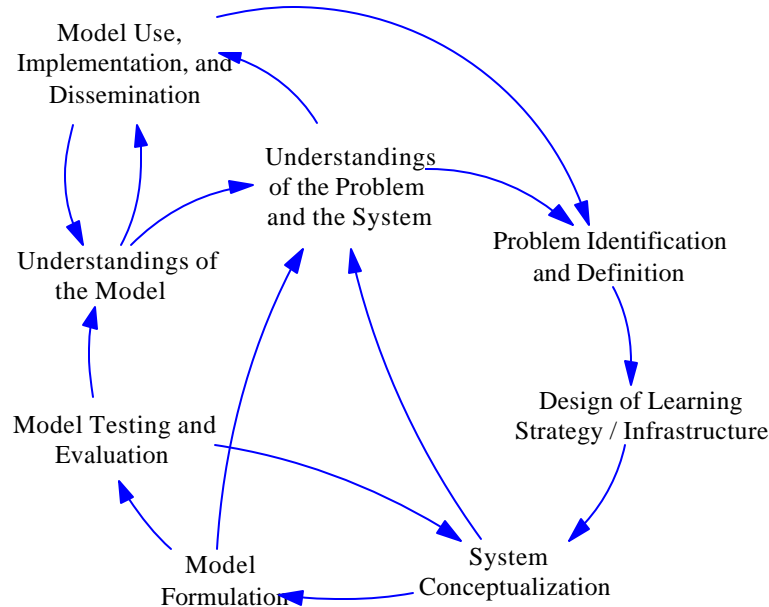 Model Use,
Implementation, and
Dissemination
Understandings
of the Problem
and the System
Problem Identification
and Definition
Understandings of
the Model
Design of Learning
Strategy / Infrastructure
Model Testing and
Evaluation
System
Conceptualization
Model
Formulation